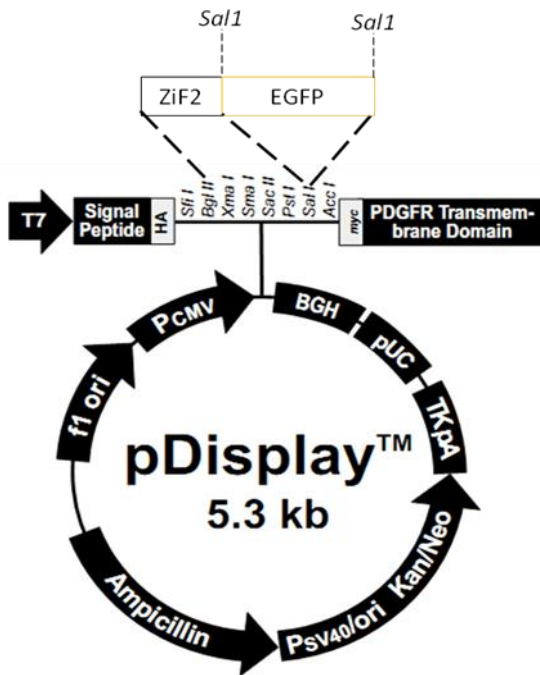 Sal1 Sal1
ZiF2 EGFP
Sfi I
Bgl II
Xma I
Sma I
Sac II
Pst I
Sal I
Acc I
T7
Signal
Peptide
HA
myc
PDGFR Transmem-
brane Domain
PCMV
BGH
pUC
TKpA
f1 ori
pDisplay™
5.3 kb
Kan/Neo
Ampicillin
PSV40/ori